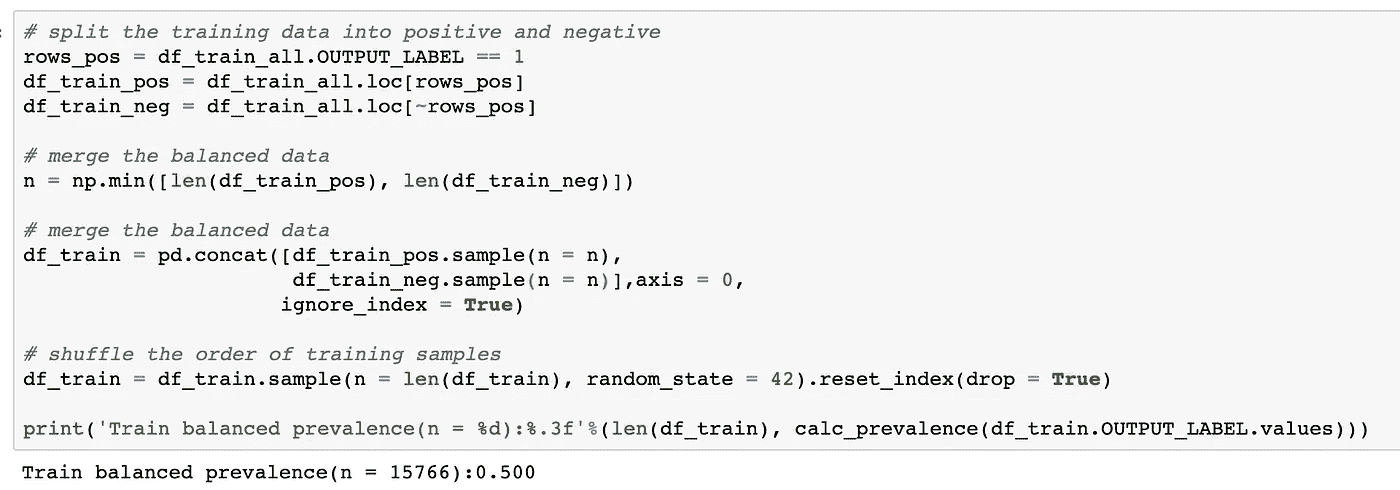 # split the training data into positive and negative
rows_pos = df_train_all.OUTPUT_LABEL == 1
df_train_pos = df_train_all.loc[rows_pos]
df_train_neg = df_train_all.loc[~rows_pos]
# merge the balanced data
n = np.min([len(df_train_pos), len(df_train_neg)])
# merge the balanced data
df_train = pd.concat([df_train_pos.sample(n = n),
df_train_neg.sample(n = n)],axis = 0,
ignore_index = True)
# shuffle the order of training samples
df_train = df_train.sample(n = len(df_train), random_state = 42).reset_index(drop = True)
print('Train balanced prevalence(n = %d):%.3f'%(len(df_train), calc_prevalence(df_train.OUTPUT_LABEL.values)))
Train balanced prevalence(n = 15766):0.500